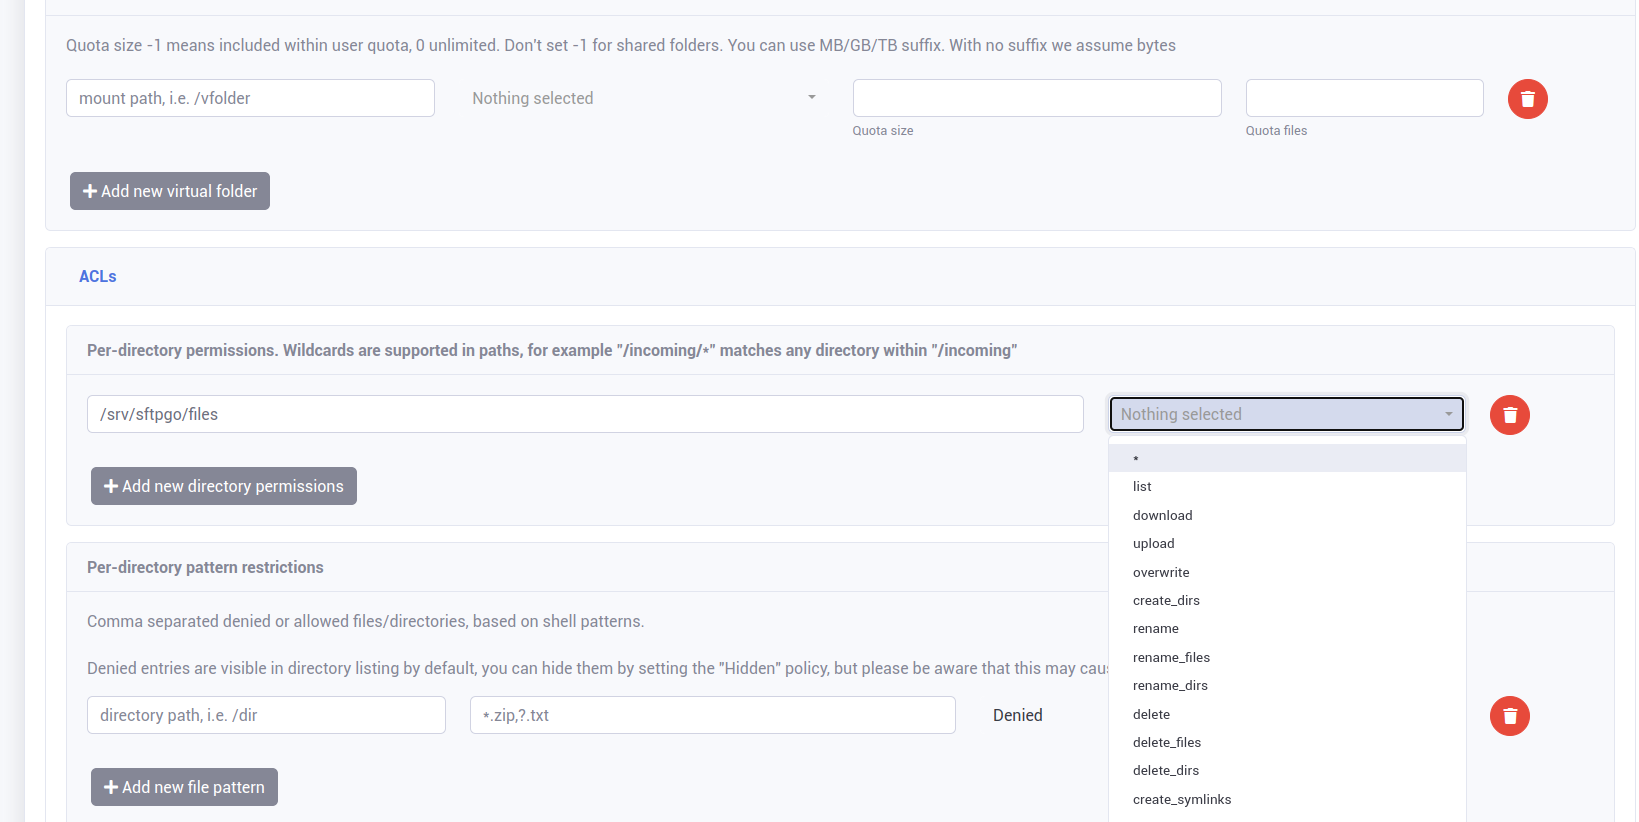 Quota size -1 means included within user quota, 0 unlimited. Don't set -1 for shared folders. You can use MB/GB/TB suffix. With no suffix we assume bytes
mount path, i.e. /vfolder
Nothing selected
Quota size
Quota files
Add new virtual folder
ACLs
Per-directory permissions. Wildcards are supported in paths, for example "/incoming/*" matches any directory within "/incoming"
/srv/sftpgo/files
Nothing selected
*
list
download
upload
overwrite
create_dirs
rename
rename_files
rename_dirs
delete
delete_files
delete_dirs
create_symlinks
Add new directory permissions
Per-directory pattern restrictions
Comma separated denied or allowed files/directories, based on shell patterns.
Denied entries are visible in directory listing by default, you can hide them by setting the "Hidden" policy, but please be aware that this may
directory path, i.e. /dir
*.zip,?.txt
Denied
Add new file pattern